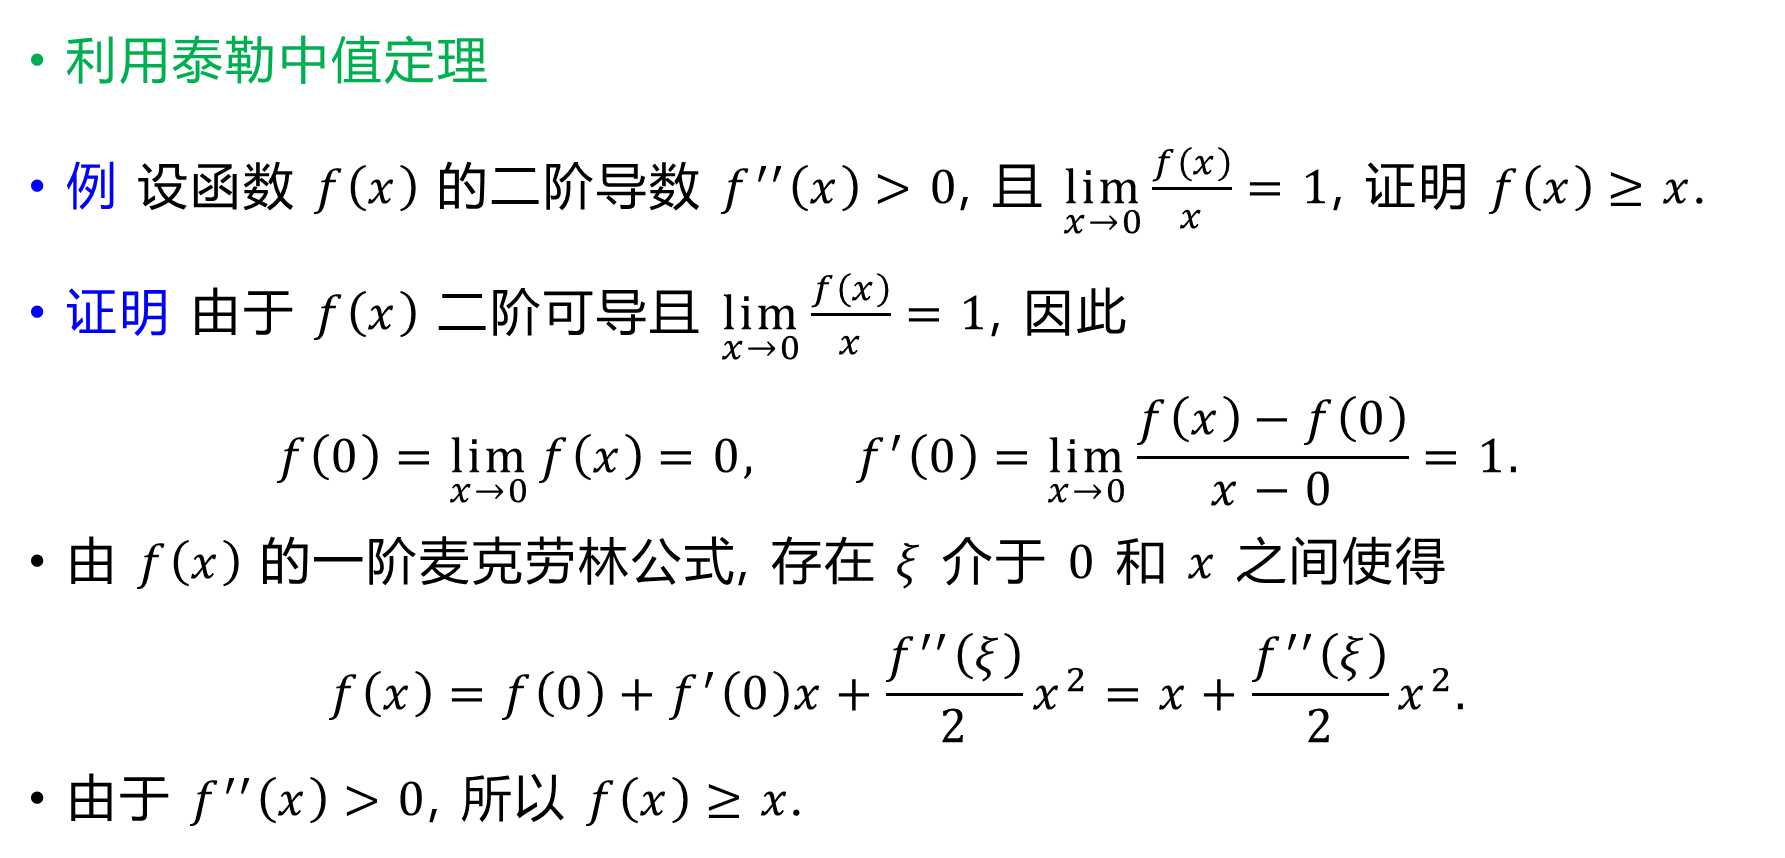 • 利用泰勒中值定理
• 例 设函数 f(x) 的二阶导数 f′′(x) > 0, 且 lim_{x→0} f(x)/x = 1, 证明 f(x) ≥ x.
• 证明 由于 f(x) 二阶可导且 lim_{x→0} f(x)/x = 1, 因此
f(0) = lim_{x→0} f(x) = 0, f′(0) = lim_{x→0} (f(x) − f(0))/(x − 0) = 1.
• 由 f(x) 的一阶麦克劳林公式, 存在 ξ 介于 0 和 x 之间使得
f(x) = f(0) + f′(0)x + f′′(ξ)/2 x² = x + f′′(ξ)/2 x².
• 由于 f′′(x) > 0, 所以 f(x) ≥ x.